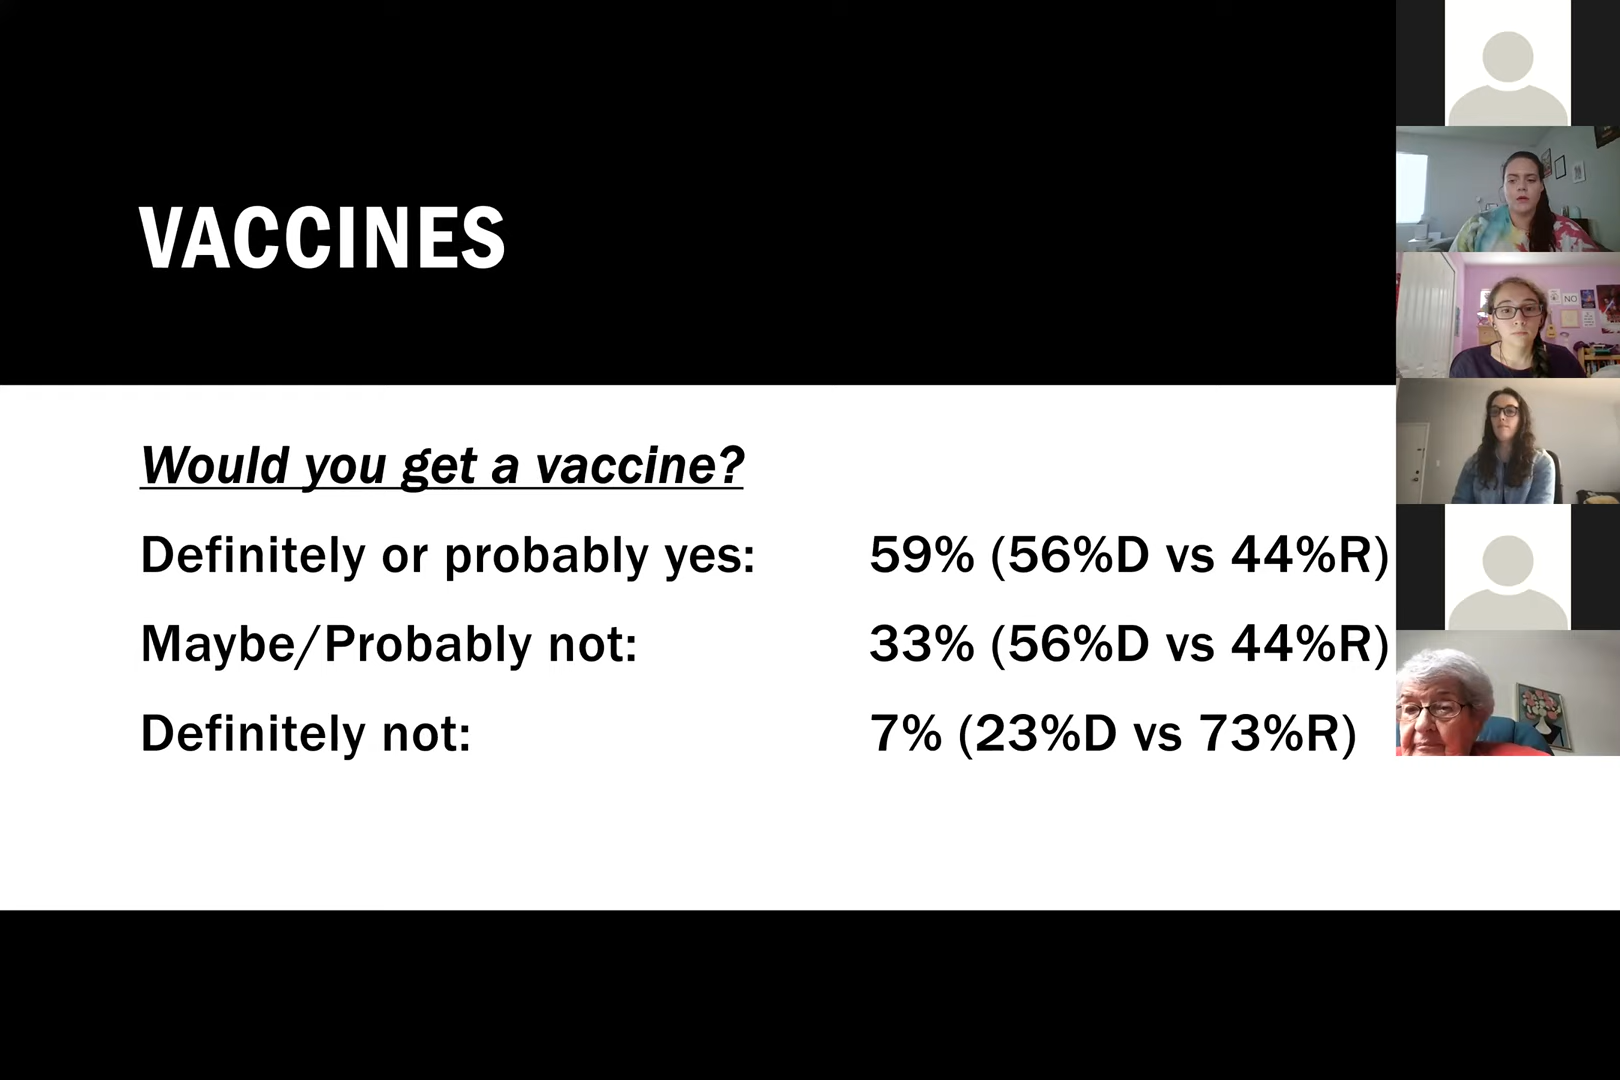 VACCINES
Would you get a vaccine?
Definitely or probably yes: 59% (56%D vs 44%R)
Maybe/Probably not: 33% (56%D vs 44%R)
Definitely not: 7% (23%D vs 73%R)
NO